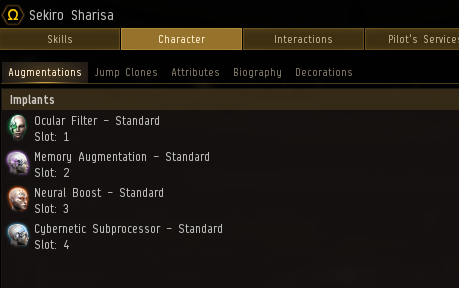 Ω Sekiro Sharisa
Skills Character Interactions Pilot's Services
Augmentations Jump Clones Attributes Biography Decorations
Implants
Ocular Filter - Standard
Slot: 1
Memory Augmentation - Standard
Slot: 2
Neural Boost - Standard
Slot: 3
Cybernetic Subprocessor - Standard
Slot: 4